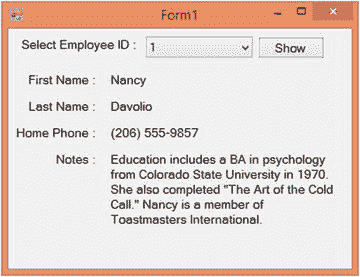 Form1
Select Employee ID : 1 Show
First Name : Nancy
Last Name : Davolio
Home Phone : (206) 555-9857
Notes : Education includes a BA in psychology
from Colorado State University in 1970.
She also completed "The Art of the Cold
Call." Nancy is a member of
Toastmasters International.